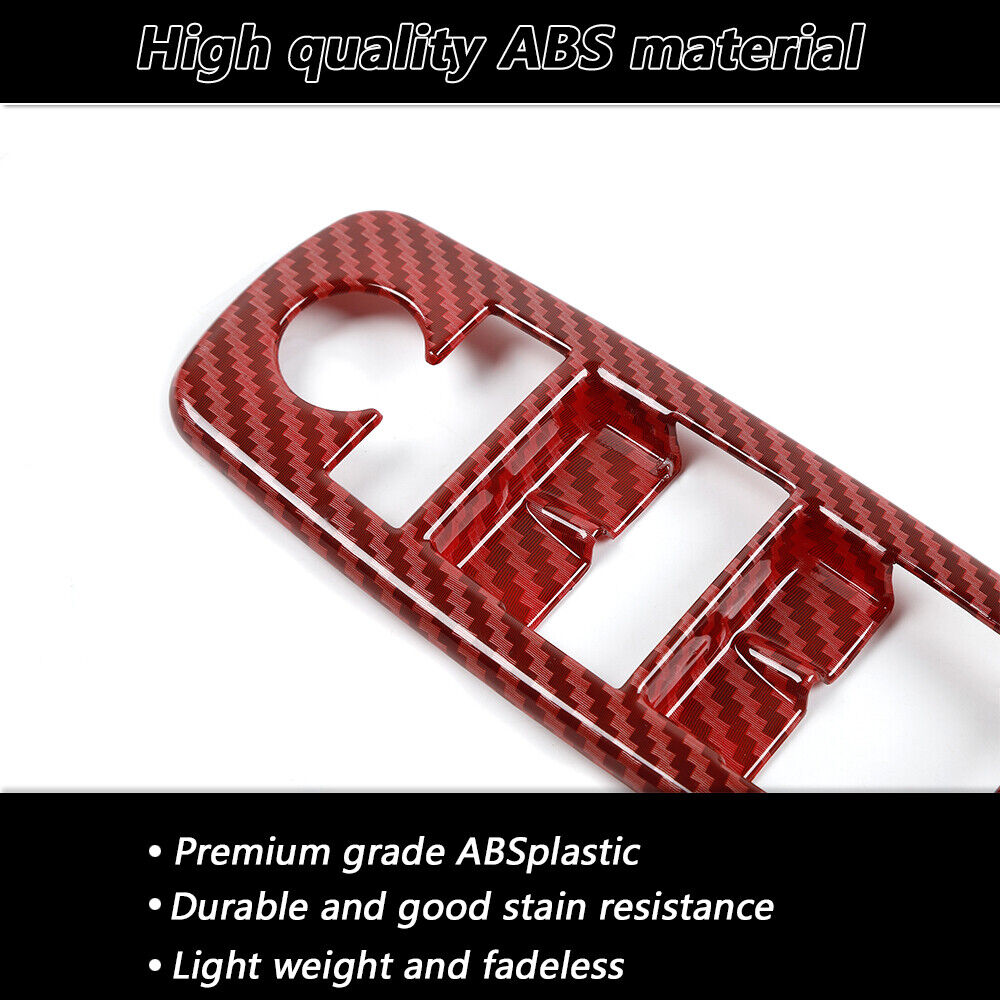 High quality ABS material
• Premium grade ABSplastic
• Durable and good stain resistance
• Light weight and fadeless